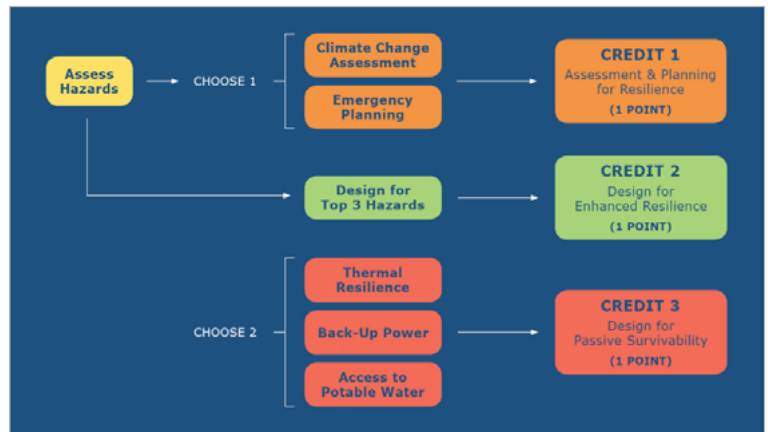 Assess
Hazards
CHOOSE 1
Climate Change
Assessment
Emergency
Planning
CREDIT 1
Assessment & Planning
for Resilience
(1 POINT)
Design for
Top 3 Hazards
CREDIT 2
Design for
Enhanced Resilience
(1 POINT)
CHOOSE 2
Thermal
Resilience
Back-Up Power
Access to
Potable Water
CREDIT 3
Design for
Passive Survivability
(1 POINT)